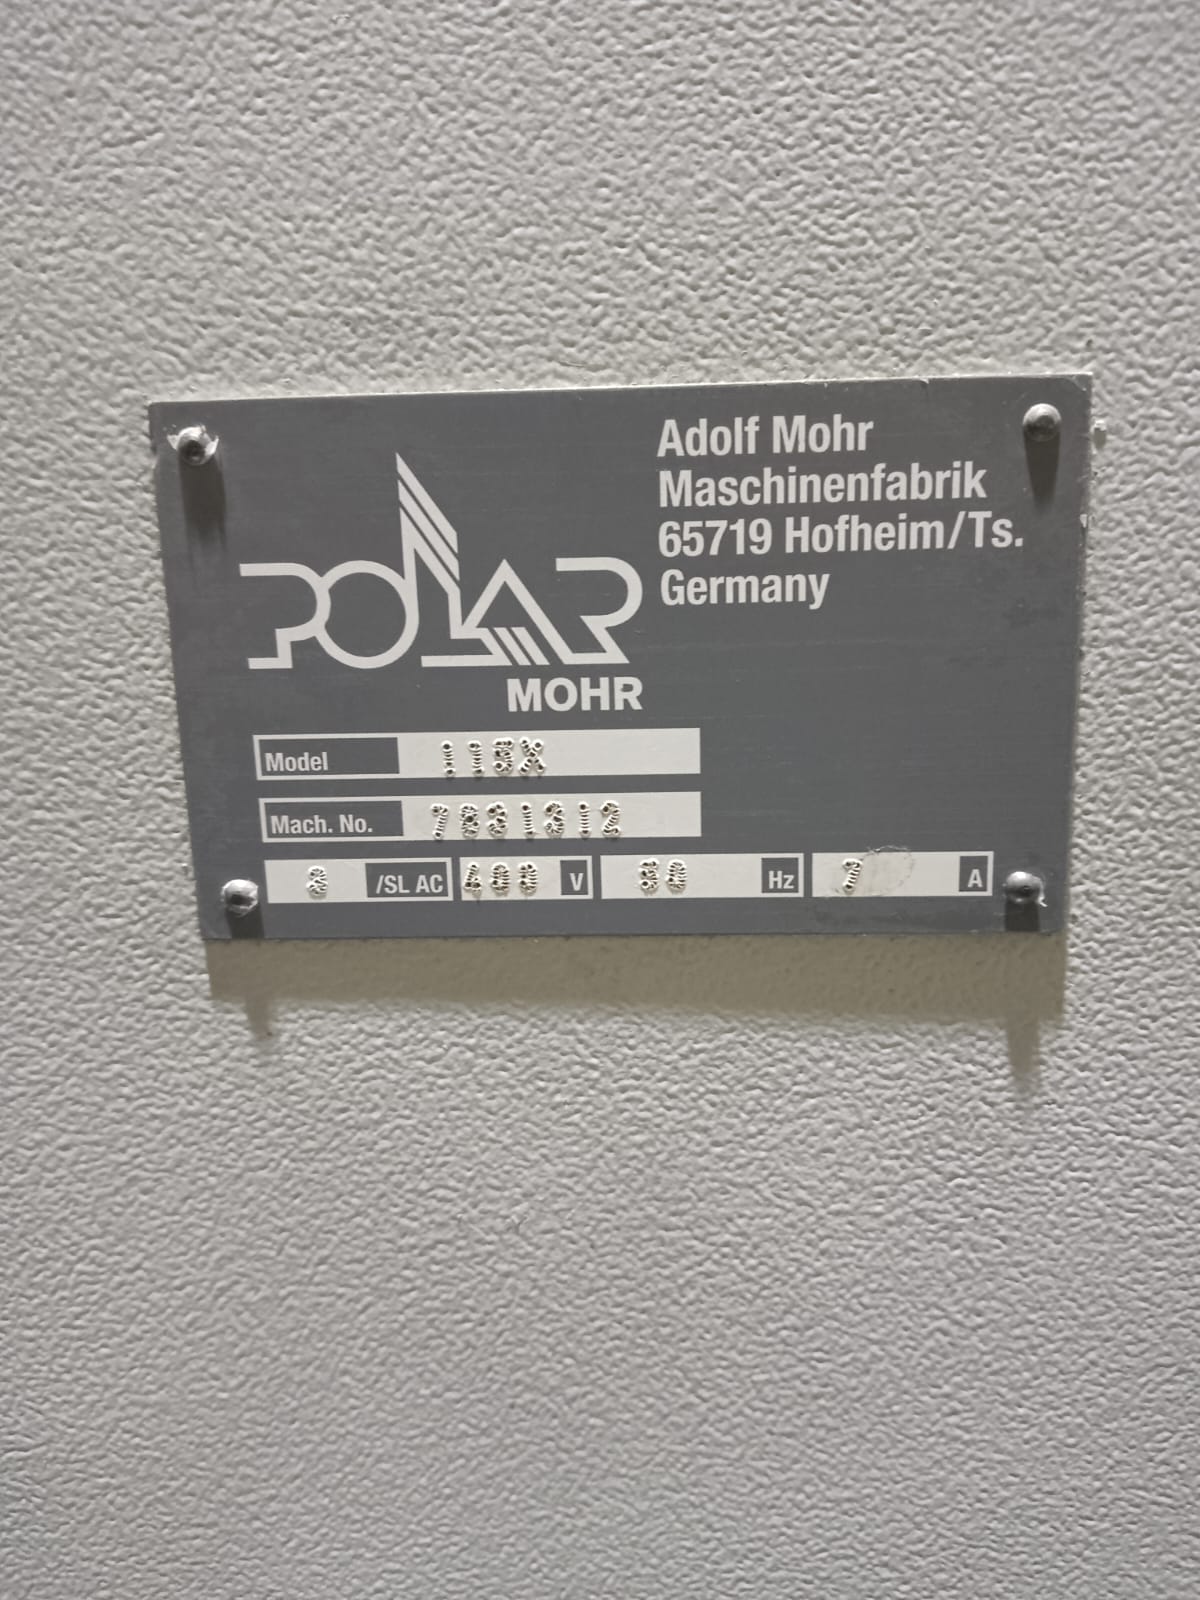 Adolf Mohr
Maschinenfabrik
65719 Hofheim/Ts.
Germany
POLAR
MOHR
Model 115X
Mach. No.
3 /SL AC 400 V 50 Hz 7 A